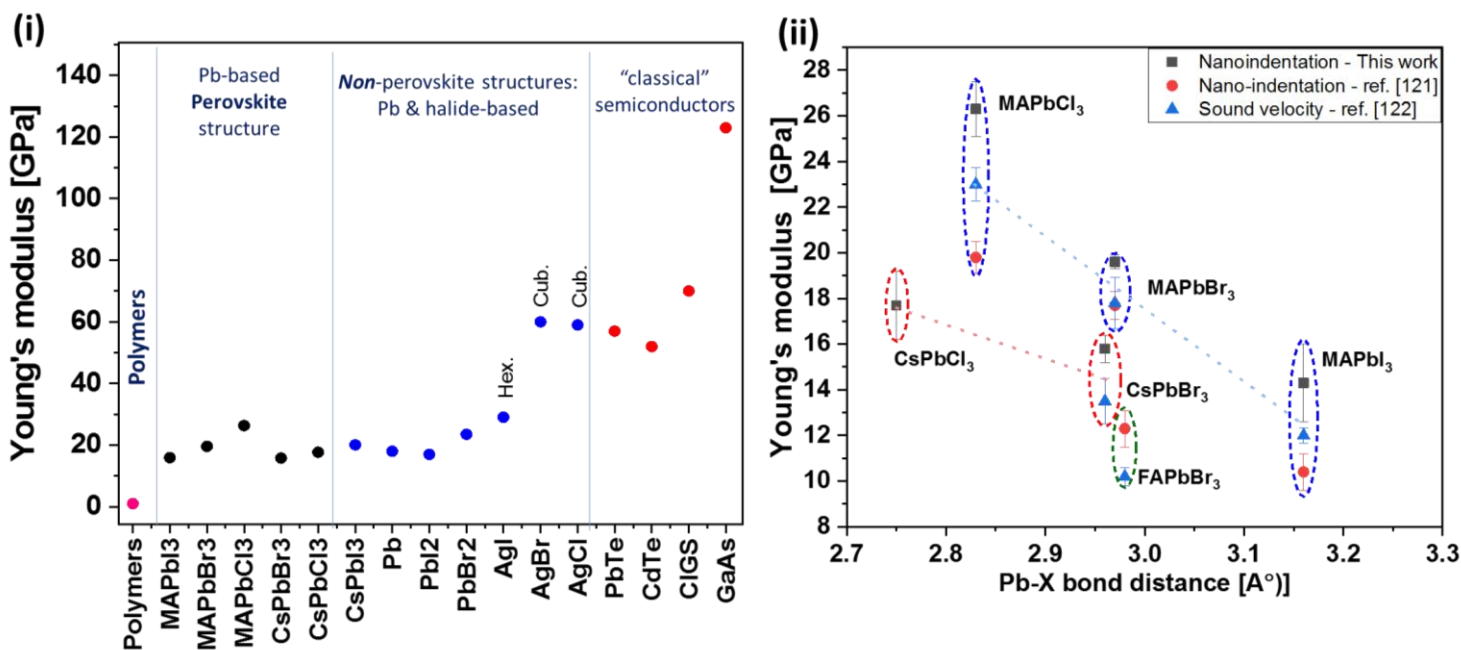 (i)
Young's modulus [GPa]
140
120
100
80
60
40
20
0
Polymers
Pb-based
Perovskite
structure
Non-perovskite structures:
Pb & halide-based
"classical"
semiconductors
Hex.
Cub.
Cub.
Polymers
MAPbI3
MAPbBr3
MAPbCl3
CsPbBr3
CsPbCl3
CsPbI3
Pb
PbI2
PbBr2
AgI
AgBr
AgCl
PbTe
CdTe
CIGS
GaAs
(ii)
Young's modulus [GPa]
28
26
24
22
20
18
16
14
12
10
8
Nanoindentation - This work
Nano-indentation - ref. [121]
Sound velocity - ref. [122]
MAPbCl₃
MAPbBr₃
CsPbCl₃
MAPbI₃
CsPbBr₃
FAPbBr₃
2.7 2.8 2.9 3.0 3.1 3.2 3.3
Pb-X bond distance [A°)]